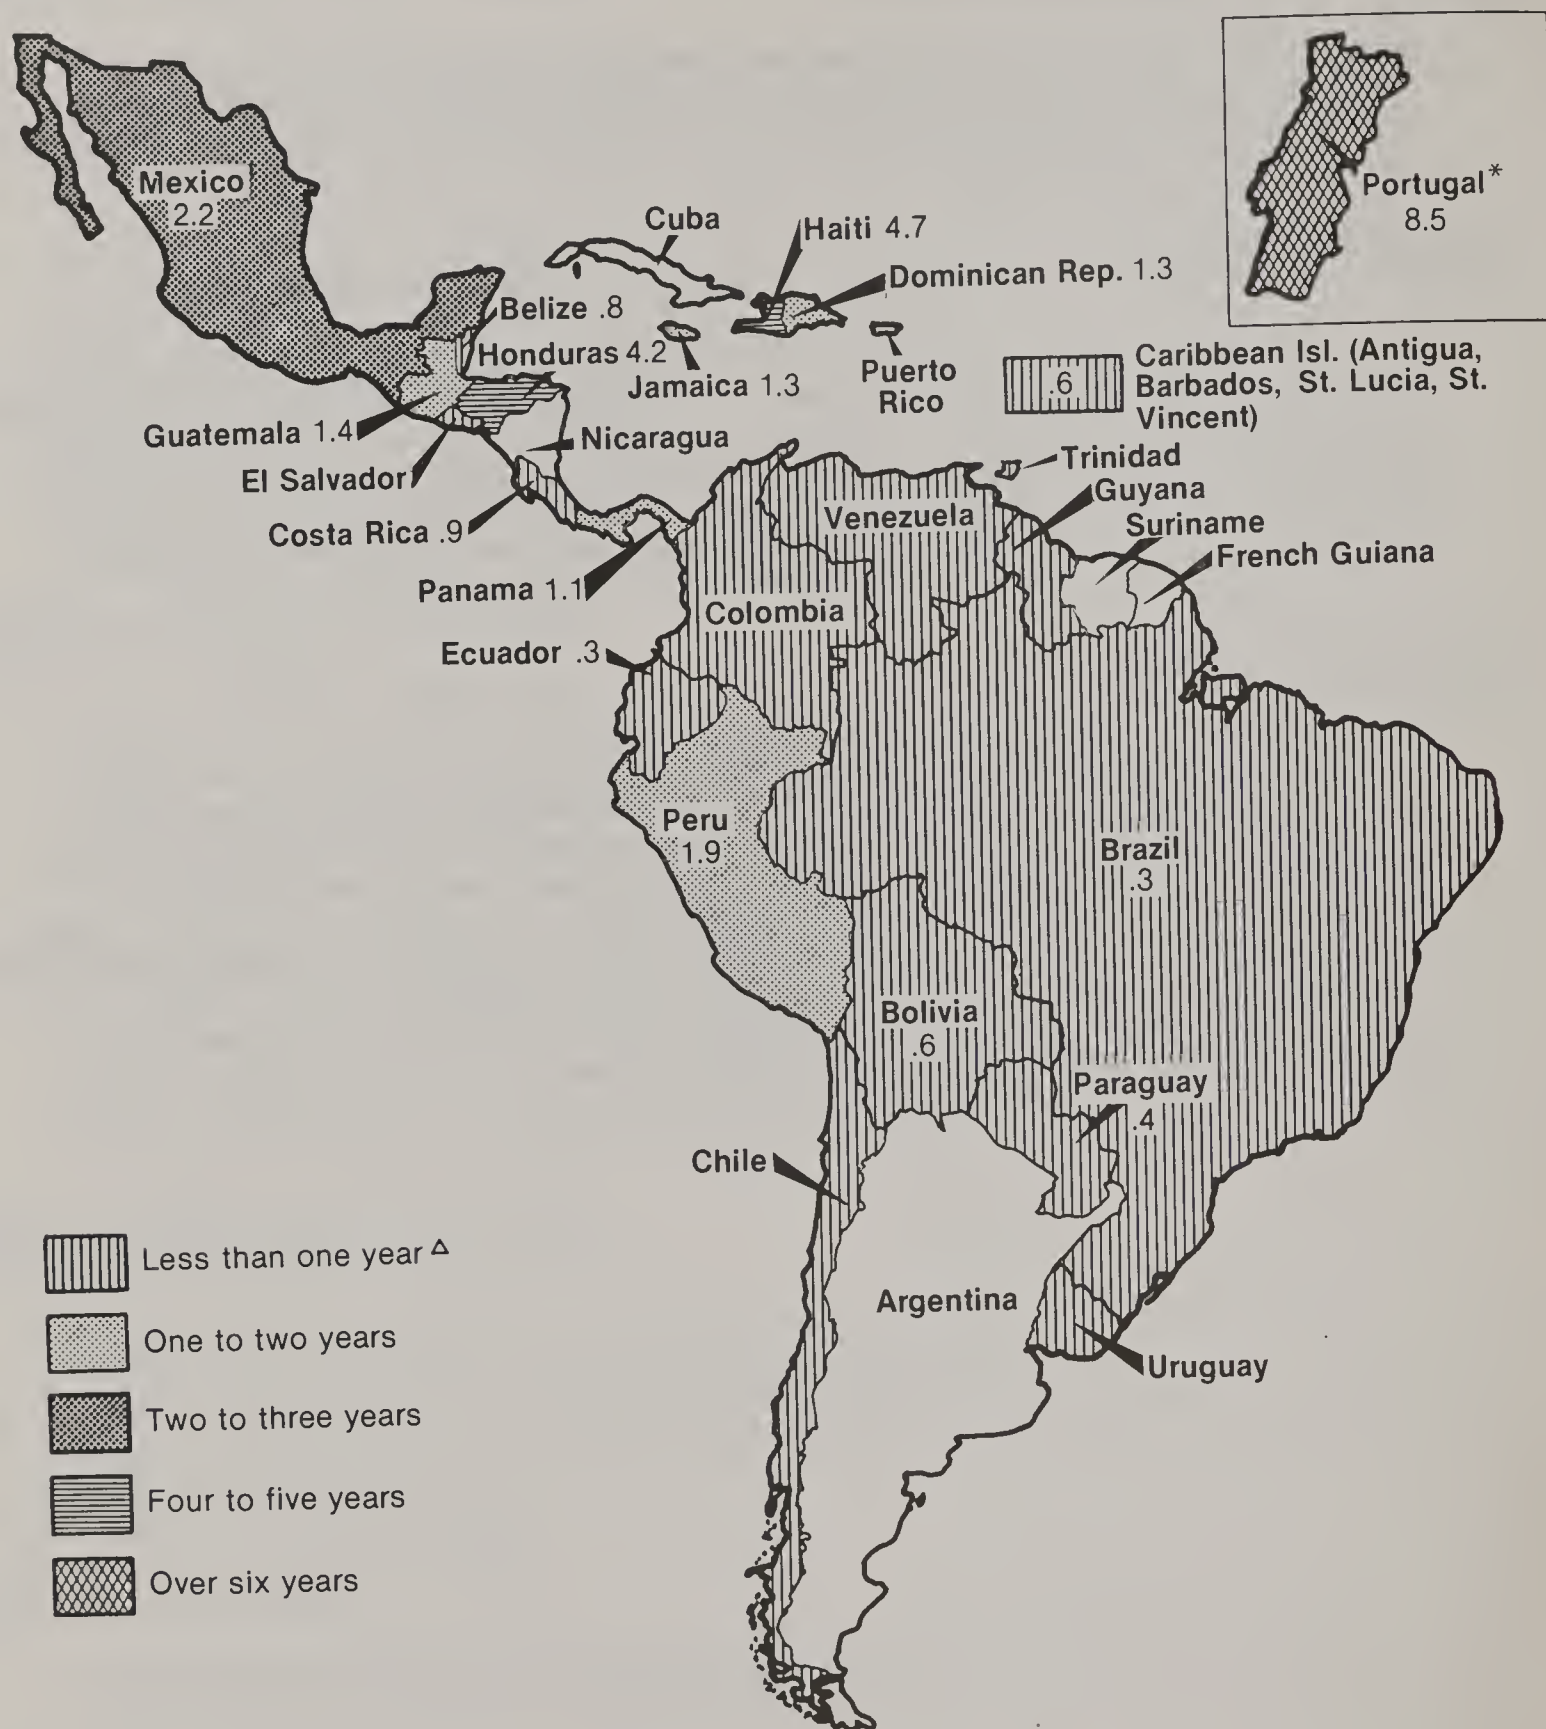 Mexico
2.2
Portugal*
8.5
Cuba
Haiti 4.7
Dominican Rep. 1.3
Belize .8
Honduras 4.2
Jamaica 1.3
Puerto
Rico
.6
Caribbean Isl. (Antigua,
Barbados, St. Lucia, St.
Vincent)
Guatemala 1.4
Nicaragua
El Salvador
Trinidad
Guyana
Costa Rica .9
Venezuela
Suriname
French Guiana
Panama 1.1
Colombia
Ecuador .3
Peru
1.9
Brazil
.3
Bolivia
.6
Paraguay
.4
Chile
Argentina
Uruguay
Less than one year Δ
One to two years
Two to three years
Four to five years
Over six years